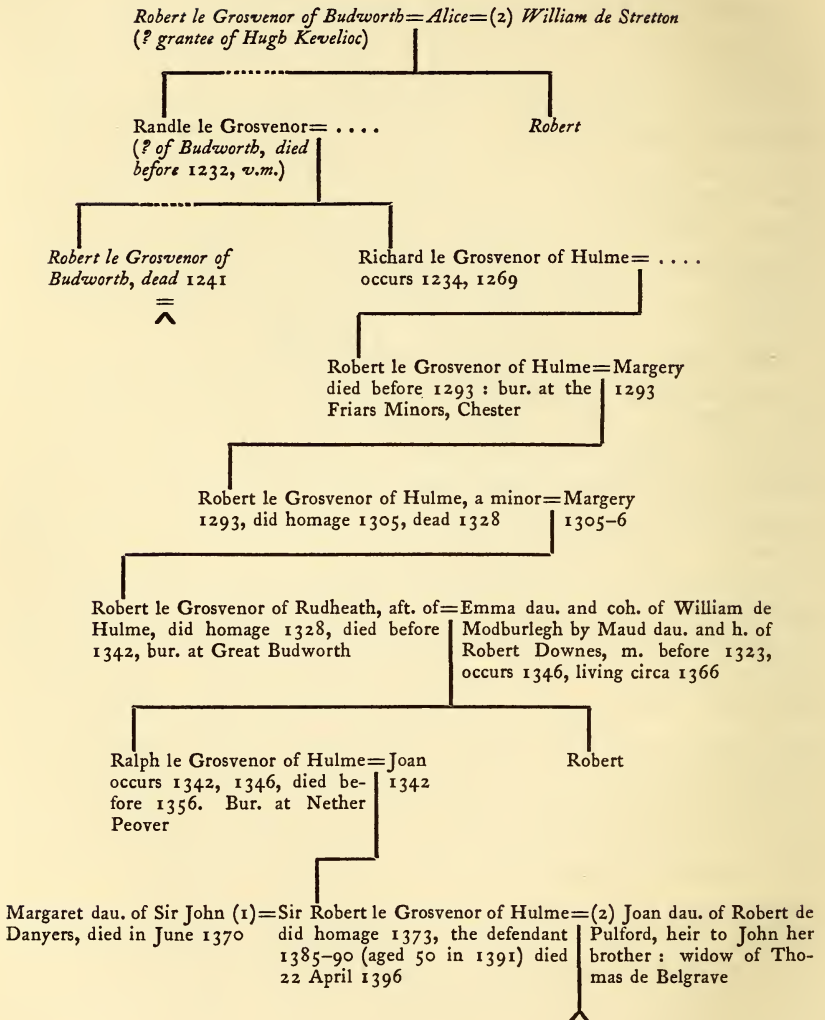 Robert le Grosvenor of Budworth=Alice=(2) William de Stretton
(? grantee of Hugh Kevelioc)
Randle le Grosvenor= . . . .
(? of Budworth, died
before 1232, v.m.)
Robert
Robert le Grosvenor of
Budworth, dead 1241
=
Richard le Grosvenor of Hulme= . . . .
occurs 1234, 1269
Robert le Grosvenor of Hulme=Margery
died before 1293 : bur. at the
Friars Minors, Chester
1293
Robert le Grosvenor of Hulme, a minor=Margery
1293, did homage 1305, dead 1328
1305–6
Robert le Grosvenor of Rudheath, aft. of=
Hulme, did homage 1328, died before
1342, bur. at Great Budworth
Emma dau. and coh. of William de
Modburlegh by Maud dau. and h. of
Robert Downes, m. before 1323,
occurs 1346, living circa 1366
Ralph le Grosvenor of Hulme=Joan
occurs 1342, 1346, died be-
fore 1356. Bur. at Nether
Peover
1342
Robert
Margaret dau. of Sir John (1)=
Danyers, died in June 1370
Sir Robert le Grosvenor of Hulme=
did homage 1373, the defendant
1385–90 (aged 50 in 1391) died
22 April 1396
(2) Joan dau. of Robert de
Pulford, heir to John her
brother : widow of Tho-
mas de Belgrave